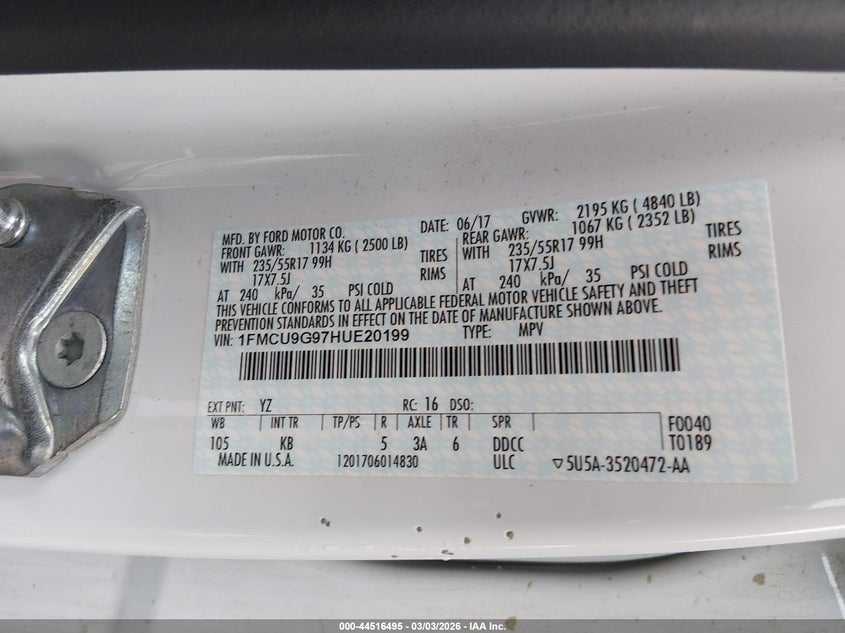 MFD. BY FORD MOTOR CO. DATE: 06/17 GVWR: 2195 KG ( 4840 LB)
FRONT GAWR: 1134 KG ( 2500 LB) REAR GAWR: 1067 KG ( 2352 LB)
WITH 235/55R17 99H TIRES WITH 235/55R17 99H TIRES
17X7.5J RIMS 17X7.5J RIMS
AT 240 kPa/ 35 PSI COLD AT 240 kPa/ 35 PSI COLD
THIS VEHICLE CONFORMS TO ALL APPLICABLE FEDERAL MOTOR VEHICLE SAFETY AND THEFT
PREVENTION STANDARDS IN EFFECT ON THE DATE OF MANUFACTURE SHOWN ABOVE.
VIN: 1FMCU9G97HUE20199 TYPE: MPV
EXT PNT: YZ RC: 16 DSO:
WB INT TR TP/PS R AXLE TR SPR F0040
105 KB 5 3A 6 DDCC T0189
MADE IN U.S.A. 1201706014830 ULC ▽5U5A-3520472-AA
000-44516495 - 03/03/2026 - IAA Inc.